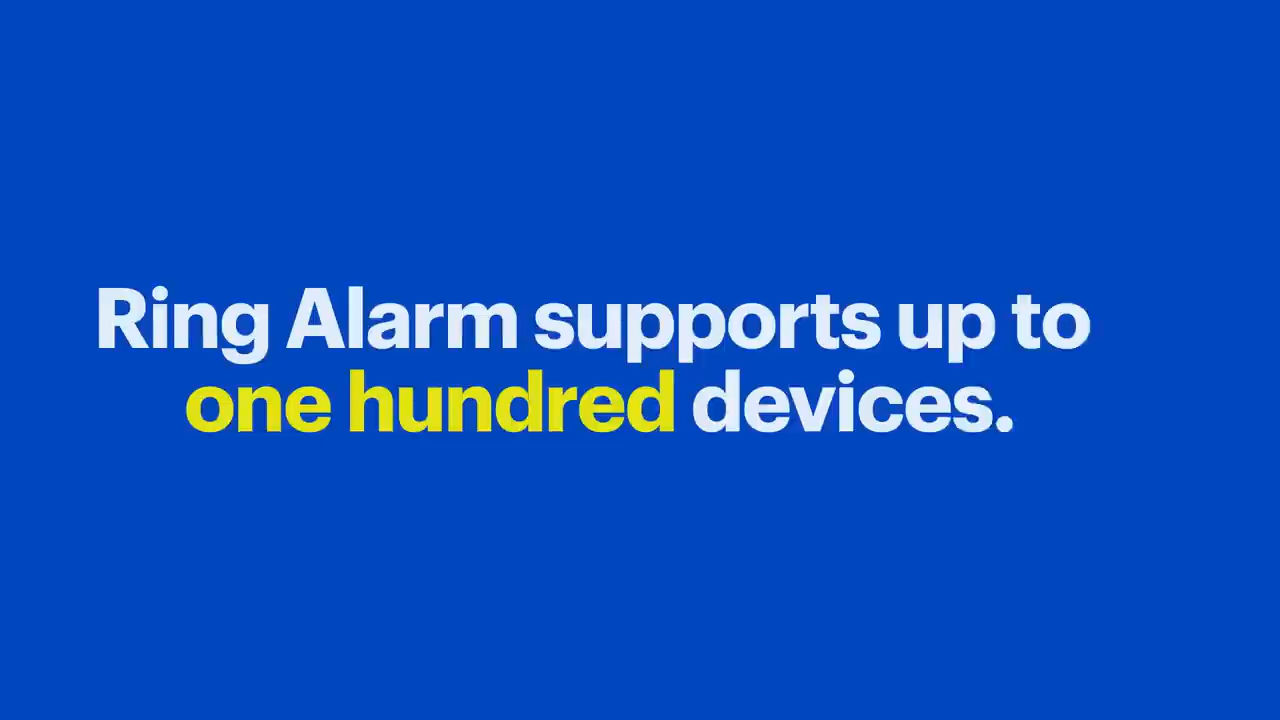 Ring Alarm supports up to
one hundred devices.